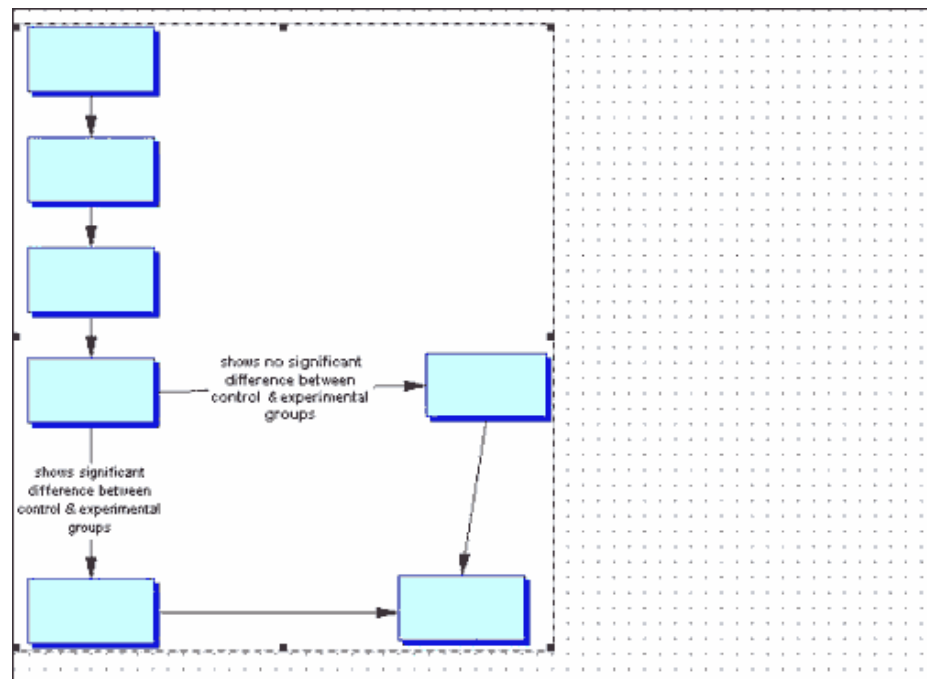 shows no significant
difference between
control & experimental
groups
shows significant
difference between
control & experimental
groups